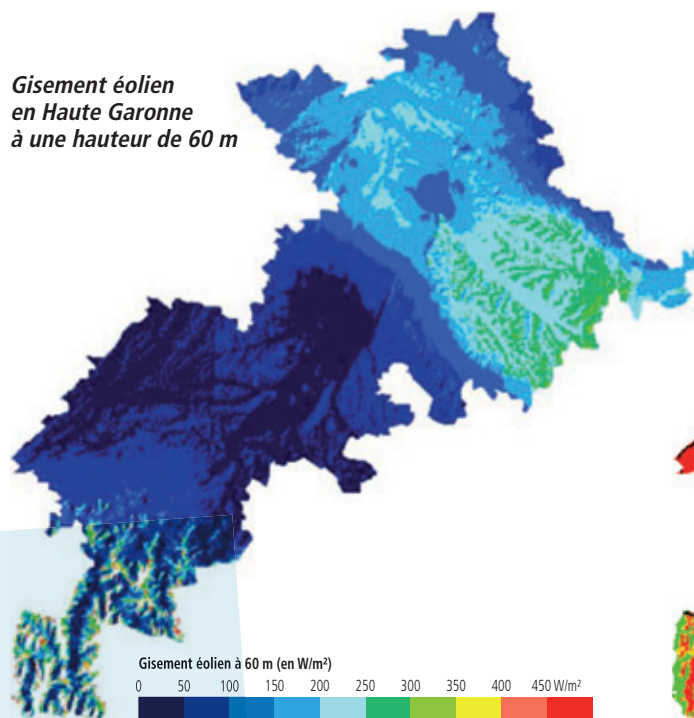 Gisement éolien
en Haute Garonne
à une hauteur de 60 m
Gisement éolien à 60 m (en W/m²)
0 50 100 150 200 250 300 350 400 450 W/m²